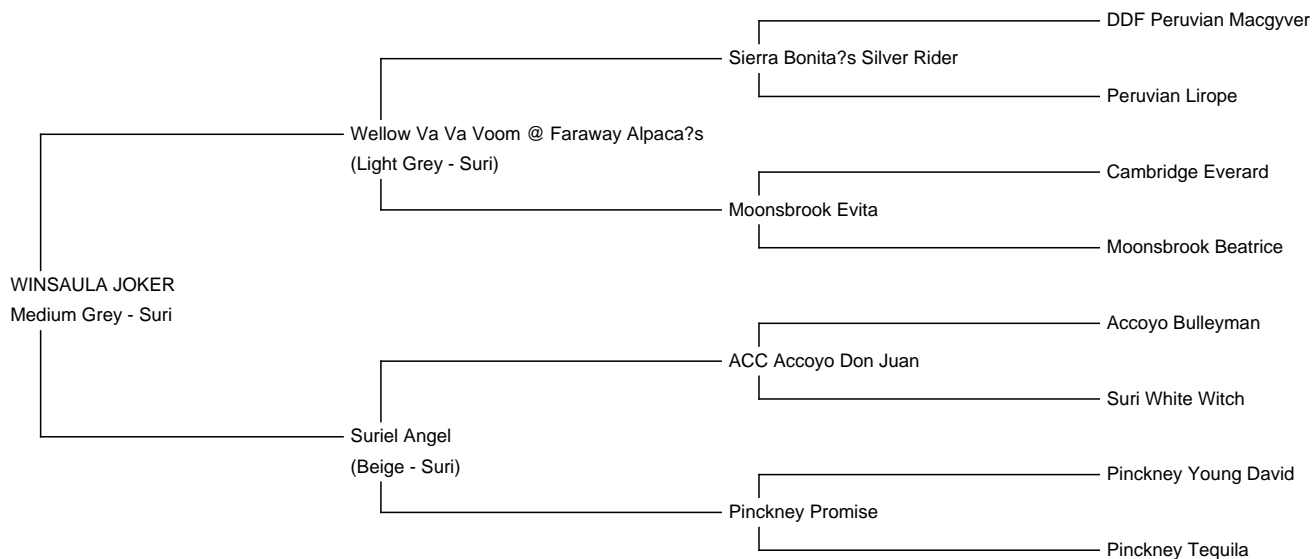 DDF Peruvian Macgyver
Sierra Bonita?s Silver Rider
Peruvian Lirope
Wellow Va Va Voom @ Faraway Alpaca?s
(Light Grey - Suri)
Cambridge Everard
Moonsbrook Evita
Moonsbrook Beatrice
WINSAULA JOKER
Medium Grey - Suri
Accoyo Bulleyman
ACC Accoyo Don Juan
Suri White Witch
Suriel Angel
(Beige - Suri)
Pinckney Young David
Pinckney Promise
Pinckney Tequila